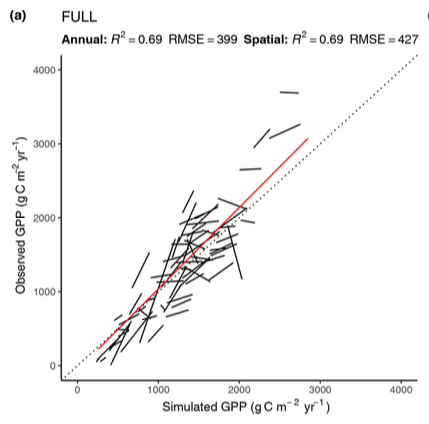 (a) FULL
Annual: R² = 0.69 RMSE = 399 Spatial: R² = 0.69 RMSE = 427
4000
3000
2000
1000
0
Observed GPP (g C m⁻² yr⁻¹)
0 1000 2000 3000 4000
Simulated GPP (g C m⁻² yr⁻¹)